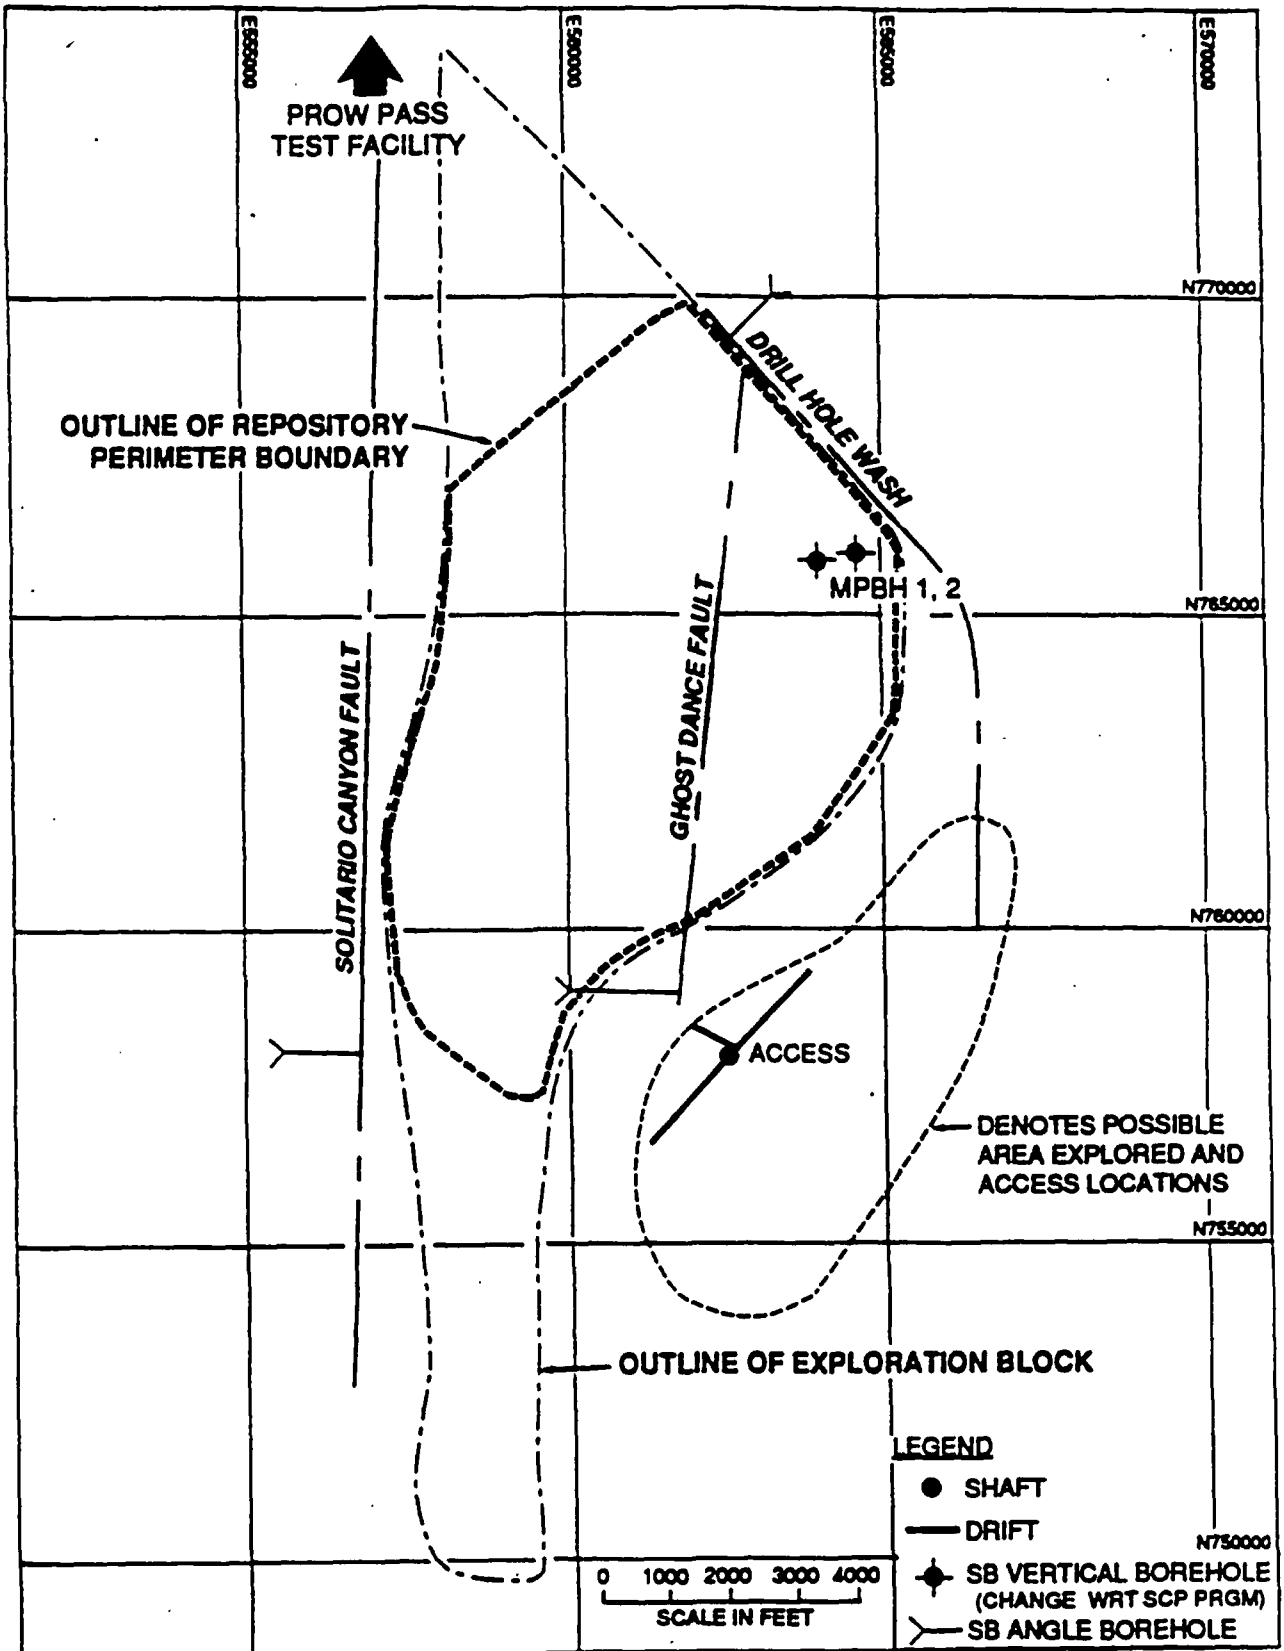 E555000
E560000
E565000
E570000
PROW PASS
TEST FACILITY
N770000
DRILL HOLE WASH
OUTLINE OF REPOSITORY
PERIMETER BOUNDARY
MPBH 1, 2
N765000
GHOST DANCE FAULT
SOLITARIO CANYON FAULT
N760000
ACCESS
DENOTES POSSIBLE
AREA EXPLORED AND
ACCESS LOCATIONS
N755000
OUTLINE OF EXPLORATION BLOCK
LEGEND
SHAFT
DRIFT
N750000
SB VERTICAL BOREHOLE
(CHANGE WRT SCP PRGM)
SB ANGLE BOREHOLE
0 1000 2000 3000 4000
SCALE IN FEET